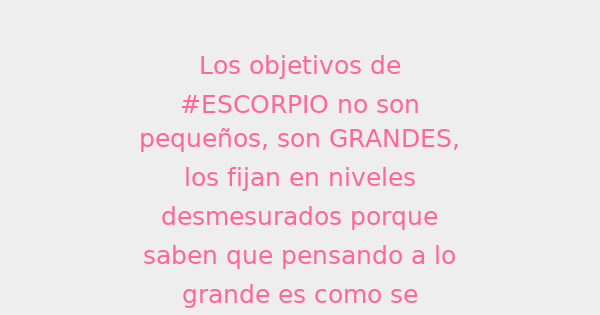 Los objetivos de
#ESCORPIO no son
pequeños, son GRANDES,
los fijan en niveles
desmesurados porque
saben que pensando a lo
grande es como se